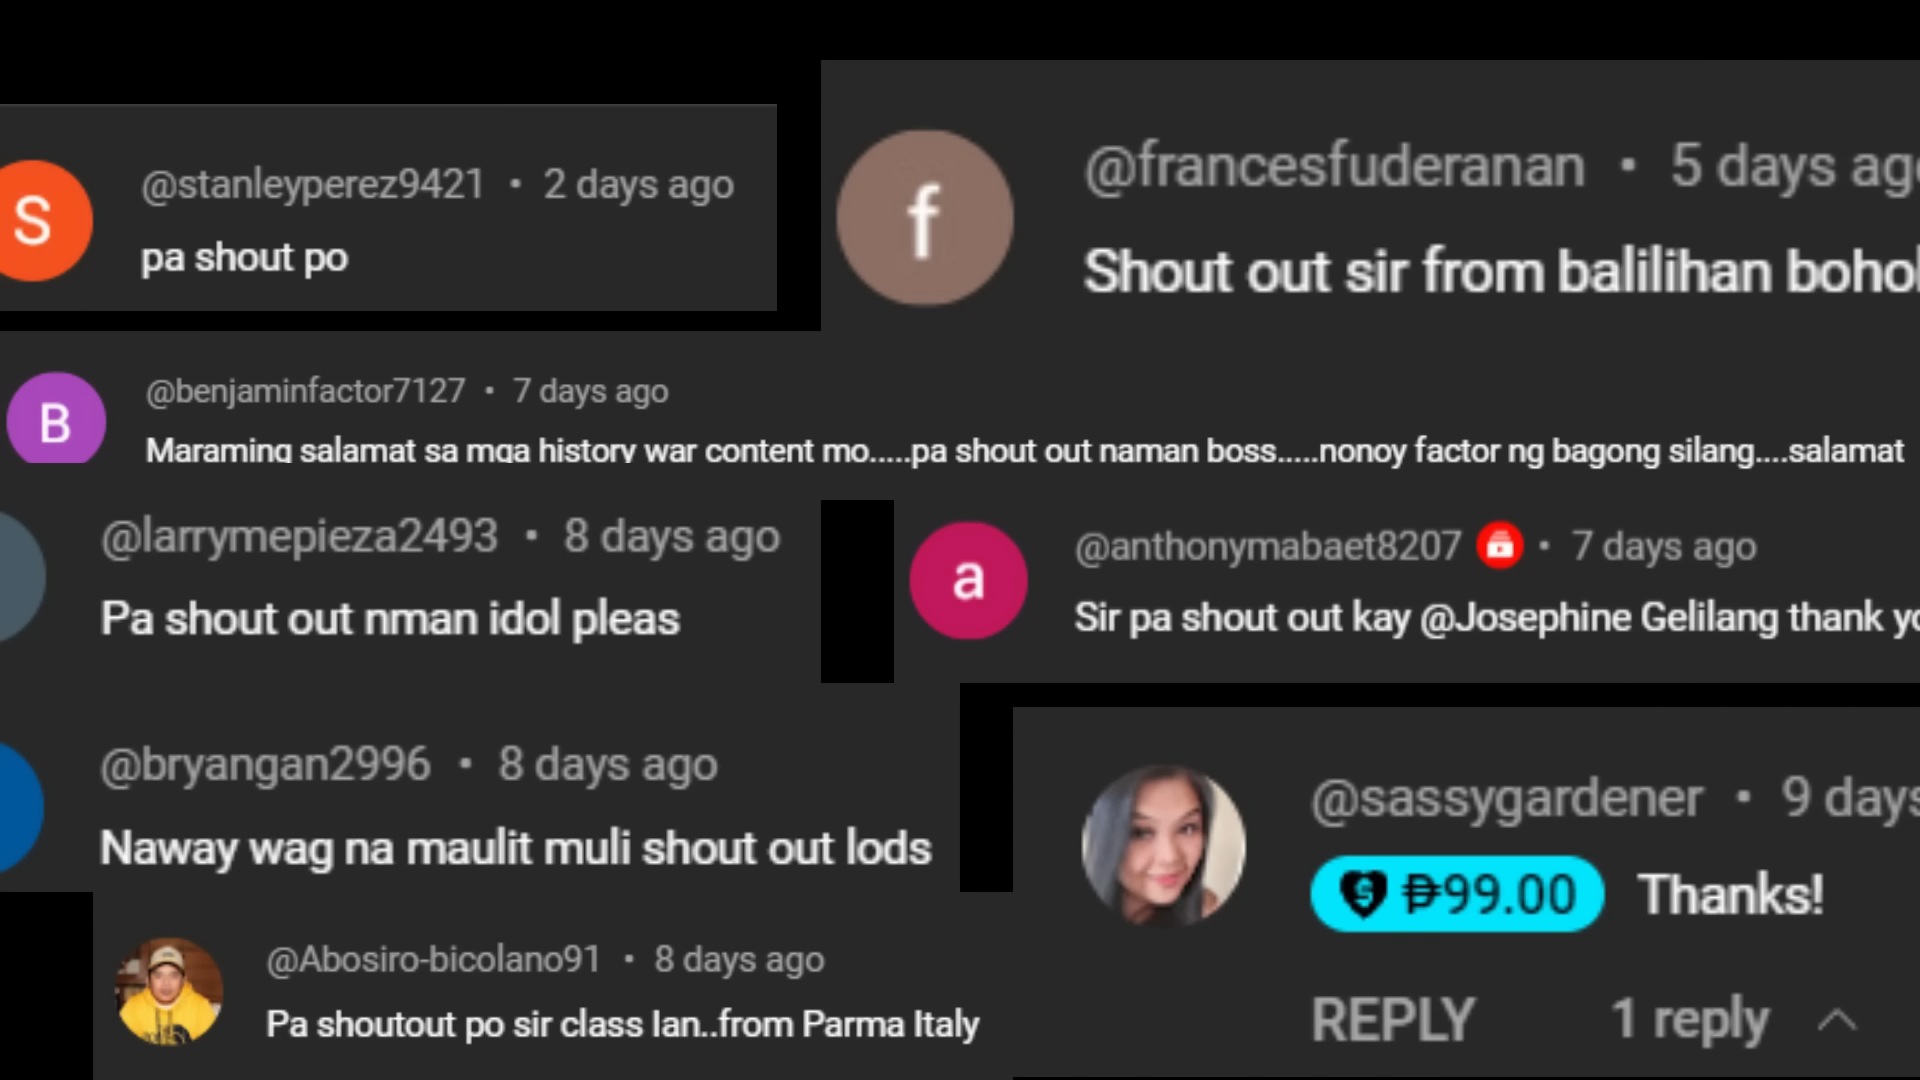 S
@stanleyperez9421 • 2 days ago
pa shout po
f
@francesfuderanan • 5 days ago
Shout out sir from balilihan bohol
B
@benjaminfactor7127 • 7 days ago
Maraming salamat sa mga history war content mo.....pa shout out naman boss.....nonoy factor ng bagong silang....salamat
@larrymepieza2493 • 8 days ago
Pa shout out nman idol pleas
a
@anthonymabaet8207 • 7 days ago
Sir pa shout out kay @Josephine Gelilang thank yo
@bryangan2996 • 8 days ago
Naway wag na maulit muli shout out lods
@sassygardener • 9 days
₱99.00 Thanks!
REPLY 1 reply
@Abosiro-bicolano91 • 8 days ago
Pa shoutout po sir class Ian..from Parma Italy